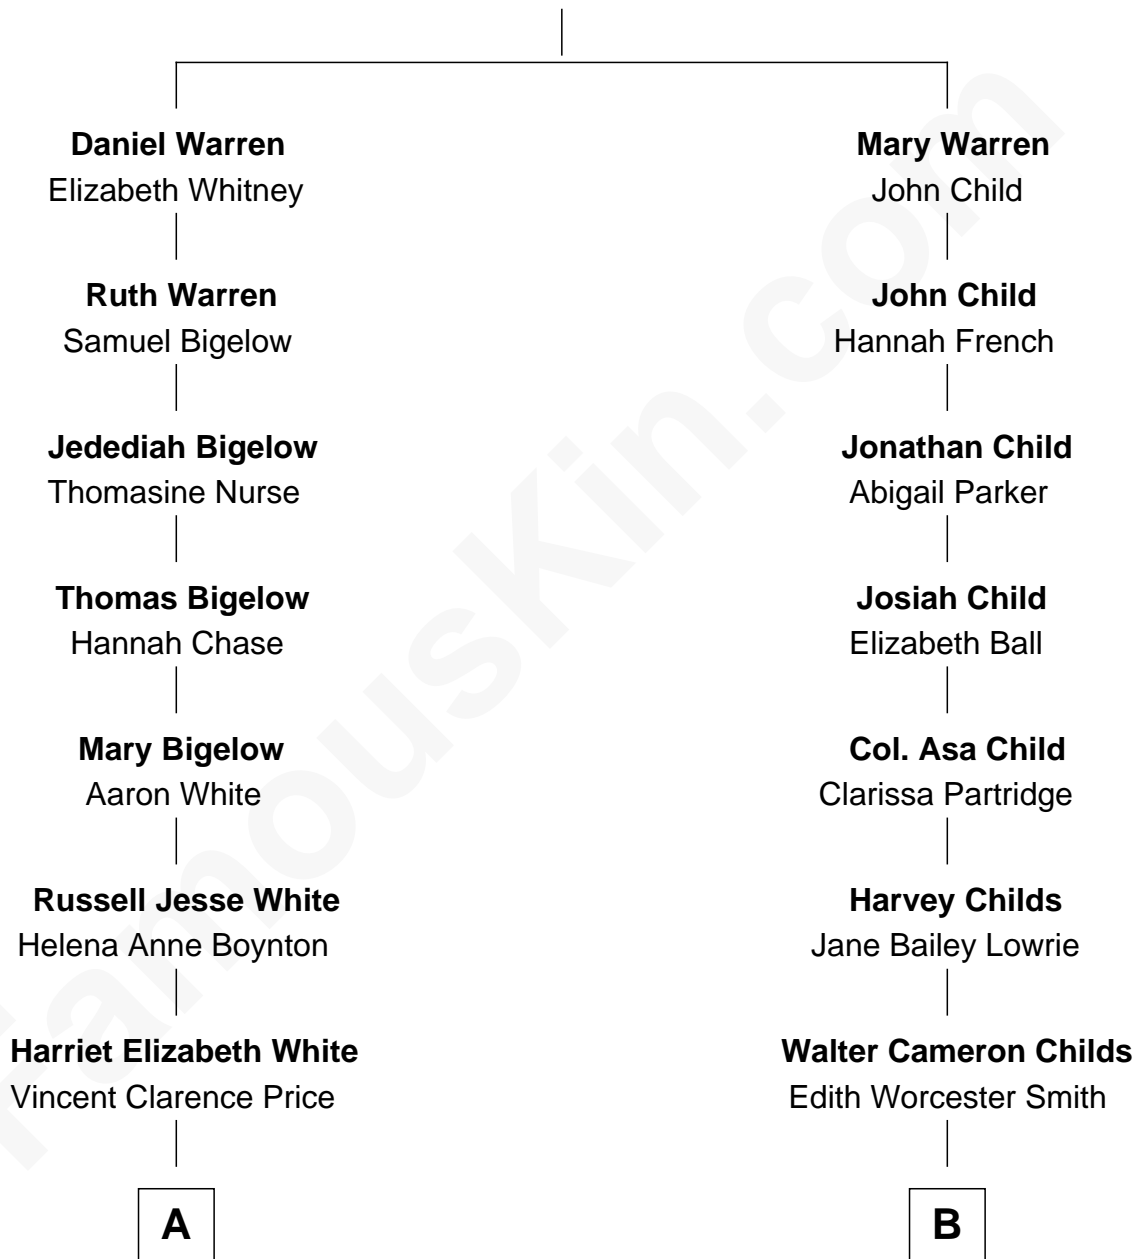 Daniel Warren
Elizabeth Whitney
Ruth Warren
Samuel Bigelow
Jedediah Bigelow
Thomasine Nurse
Thomas Bigelow
Hannah Chase
Mary Bigelow
Aaron White
Russell Jesse White
Helena Anne Boynton
Harriet Elizabeth White
Vincent Clarence Price
A
Mary Warren
John Child
John Child
Hannah French
Jonathan Child
Abigail Parker
Josiah Child
Elizabeth Ball
Col. Asa Child
Clarissa Partridge
Harvey Childs
Jane Bailey Lowrie
Walter Cameron Childs
Edith Worcester Smith
B
FamousKin.com